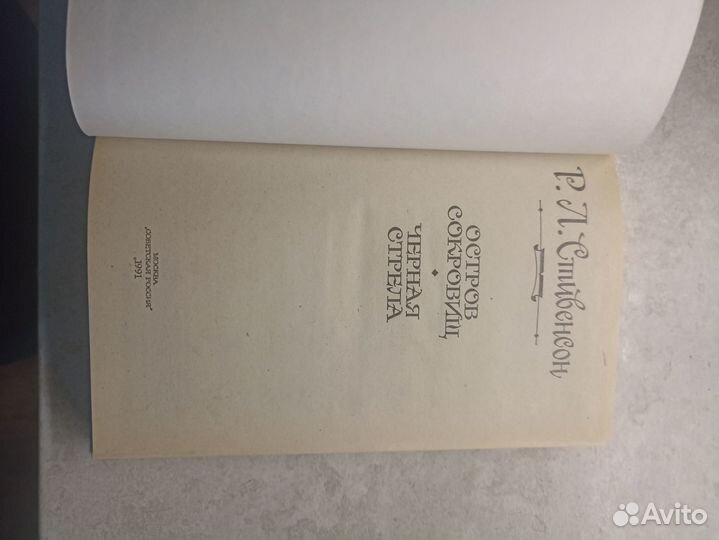 Р. Л. Стивенсон
ОСТРОВ
СОКРОВИЩ
ЧЕРНАЯ
СТРЕЛА
МОСКВА
„СОВЕТСКАЯ РОССИЯ"
1991
Avito